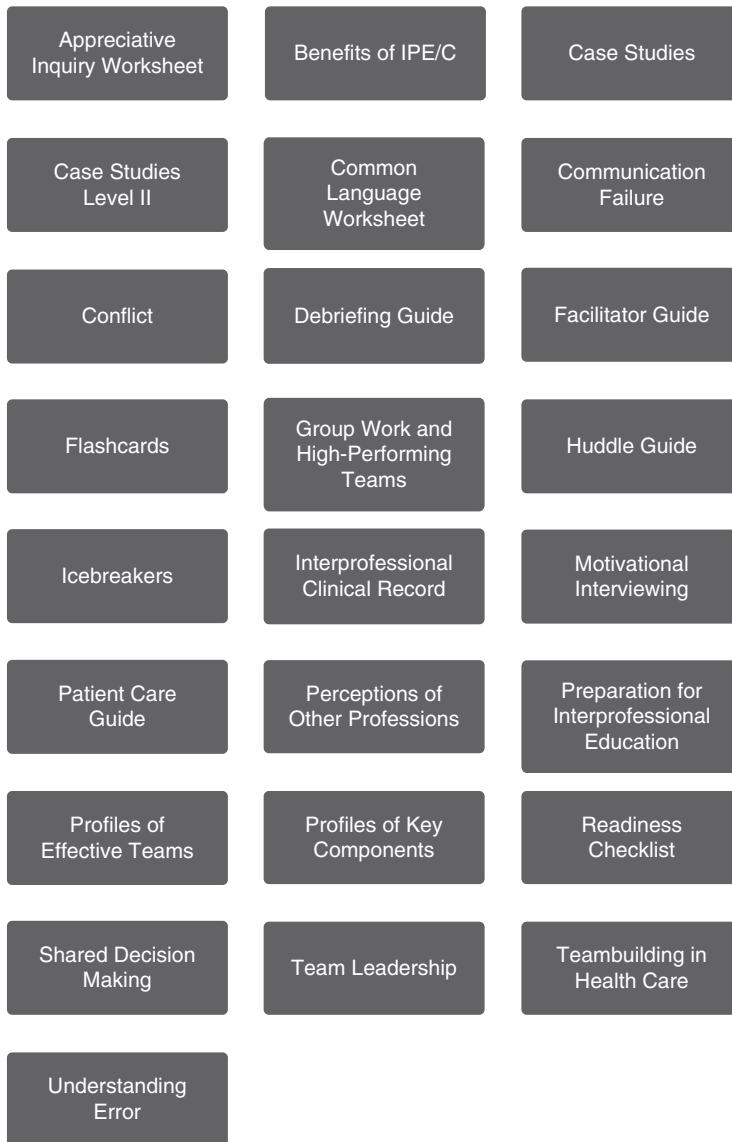 Appreciative
Inquiry Worksheet
Benefits of IPE/C
Case Studies
Case Studies
Level II
Common
Language
Worksheet
Communication
Failure
Conflict
Debriefing Guide
Facilitator Guide
Flashcards
Group Work and
High-Performing
Teams
Huddle Guide
Icebreakers
Interprofessional
Clinical Record
Motivational
Interviewing
Patient Care
Guide
Perceptions of
Other Professions
Preparation for
Interprofessional
Education
Profiles of
Effective Teams
Profiles of Key
Components
Readiness
Checklist
Shared Decision
Making
Team Leadership
Teambuilding in
Health Care
Understanding
Error